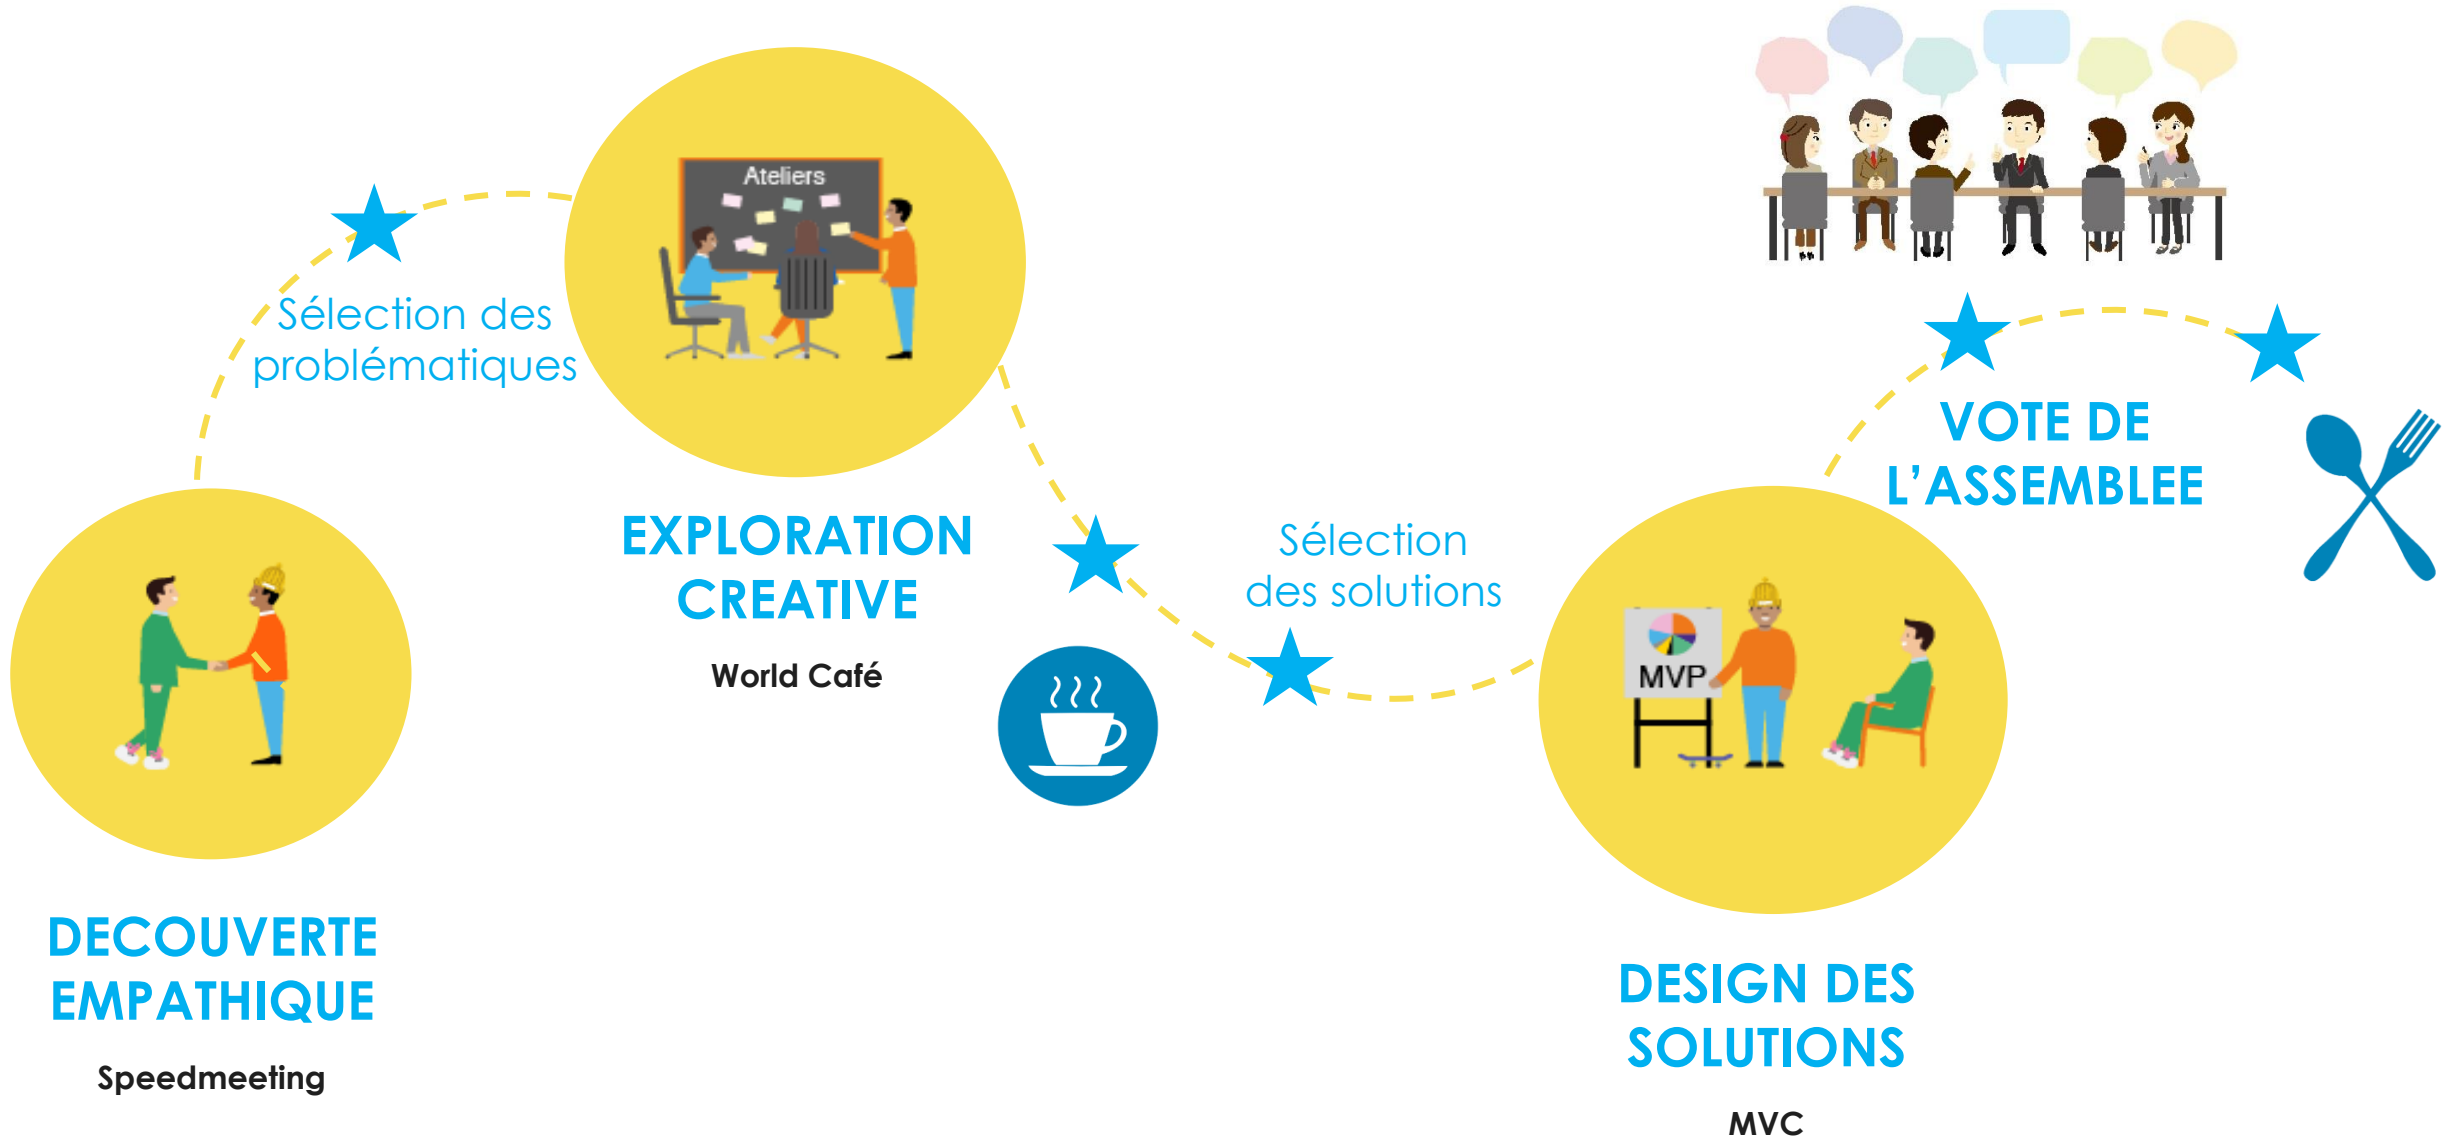 Ateliers
Sélection des
problématiques
EXPLORATION
CREATIVE
World Café
DECOUVERTE
EMPATHIQUE
Speedmeeting
Sélection
des solutions
MVP
DESIGN DES
SOLUTIONS
MVC
VOTE DE
L'ASSEMBLEE